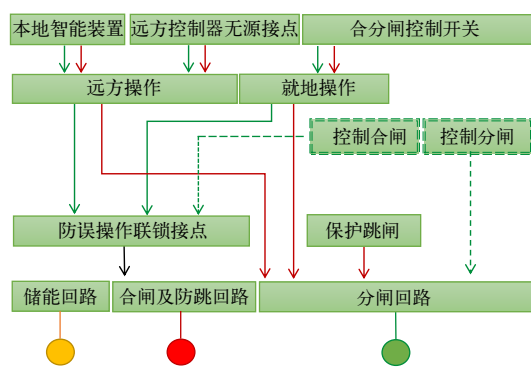 本地智能装置
远方控制器无源接点
合分闸控制开关
远方操作
就地操作
控制合闸
控制分闸
防误操作联锁接点
保护跳闸
储能回路
合闸及防跳回路
分闸回路